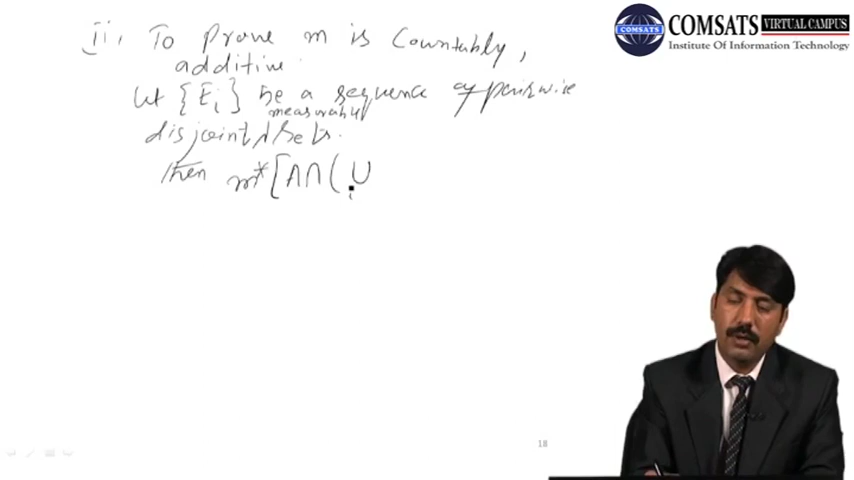 ii, To prove m is Countably,
additive.
let {Ei} be a sequence of pairwise
measurable
disjoint ∧ sets.
then m*[A∩(∪
i
COMSATS VIRTUAL CAMPUS
Institute Of Information Technology
COMSATS
18